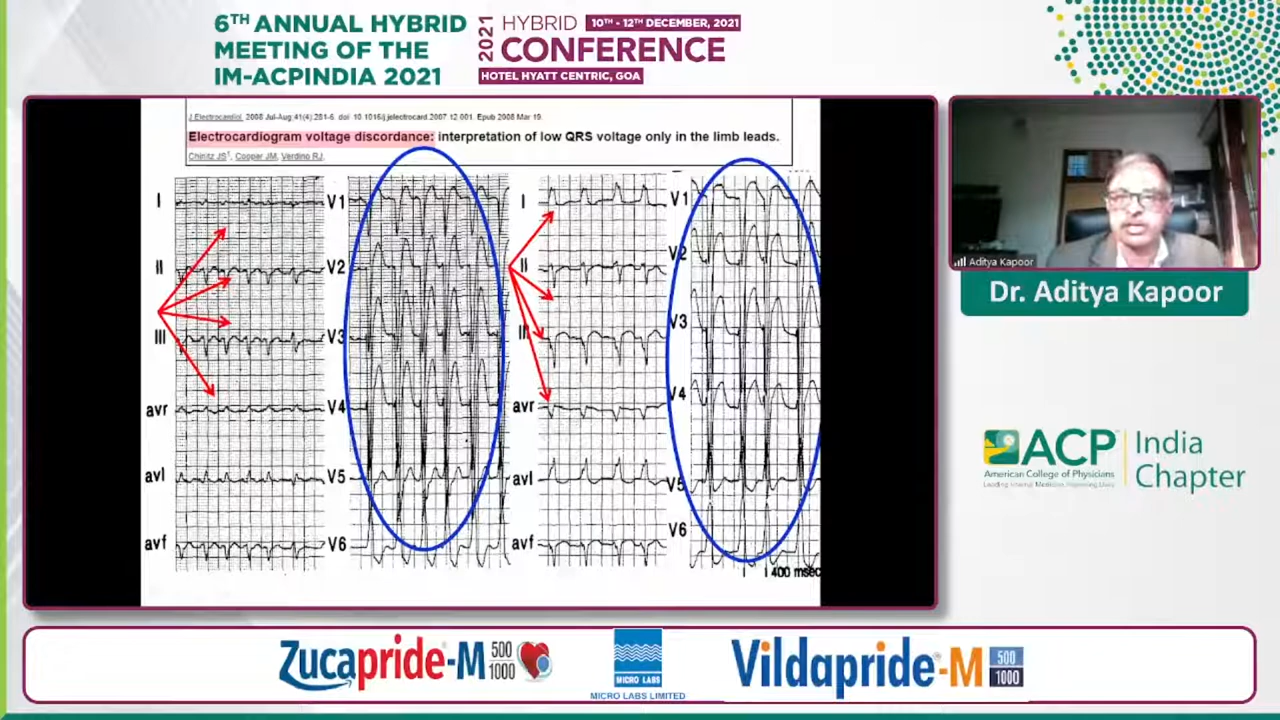 6TH ANNUAL HYBRID
MEETING OF THE
IM-ACPINDIA 2021
2021
HYBRID 10TH - 12TH DECEMBER, 2021
CONFERENCE
HOTEL HYATT CENTRIC, GOA
J Electrocardiol. 2008 Jul-Aug;41(4):281-6. doi: 10.1016/j.jelectrocard.2007.12.001. Epub 2008 Mar 19.
Electrocardiogram voltage discordance: interpretation of low QRS voltage only in the limb leads.
Chinitz JS1, Cooper JM, Verdino RJ.
I
II
III
avr
avl
avf
V1
V2
V3
V4
V5
V6
I
II
III
avr
avl
avf
V1
V2
V3
V4
V5
V6
400 msec
Aditya Kapoor
Dr. Aditya Kapoor
ACP
American College of Physicians
India
Chapter
Zucapride-M 500
1000
MICRO LABS
MICRO LABS LIMITED
Vildapride-M 500
1000